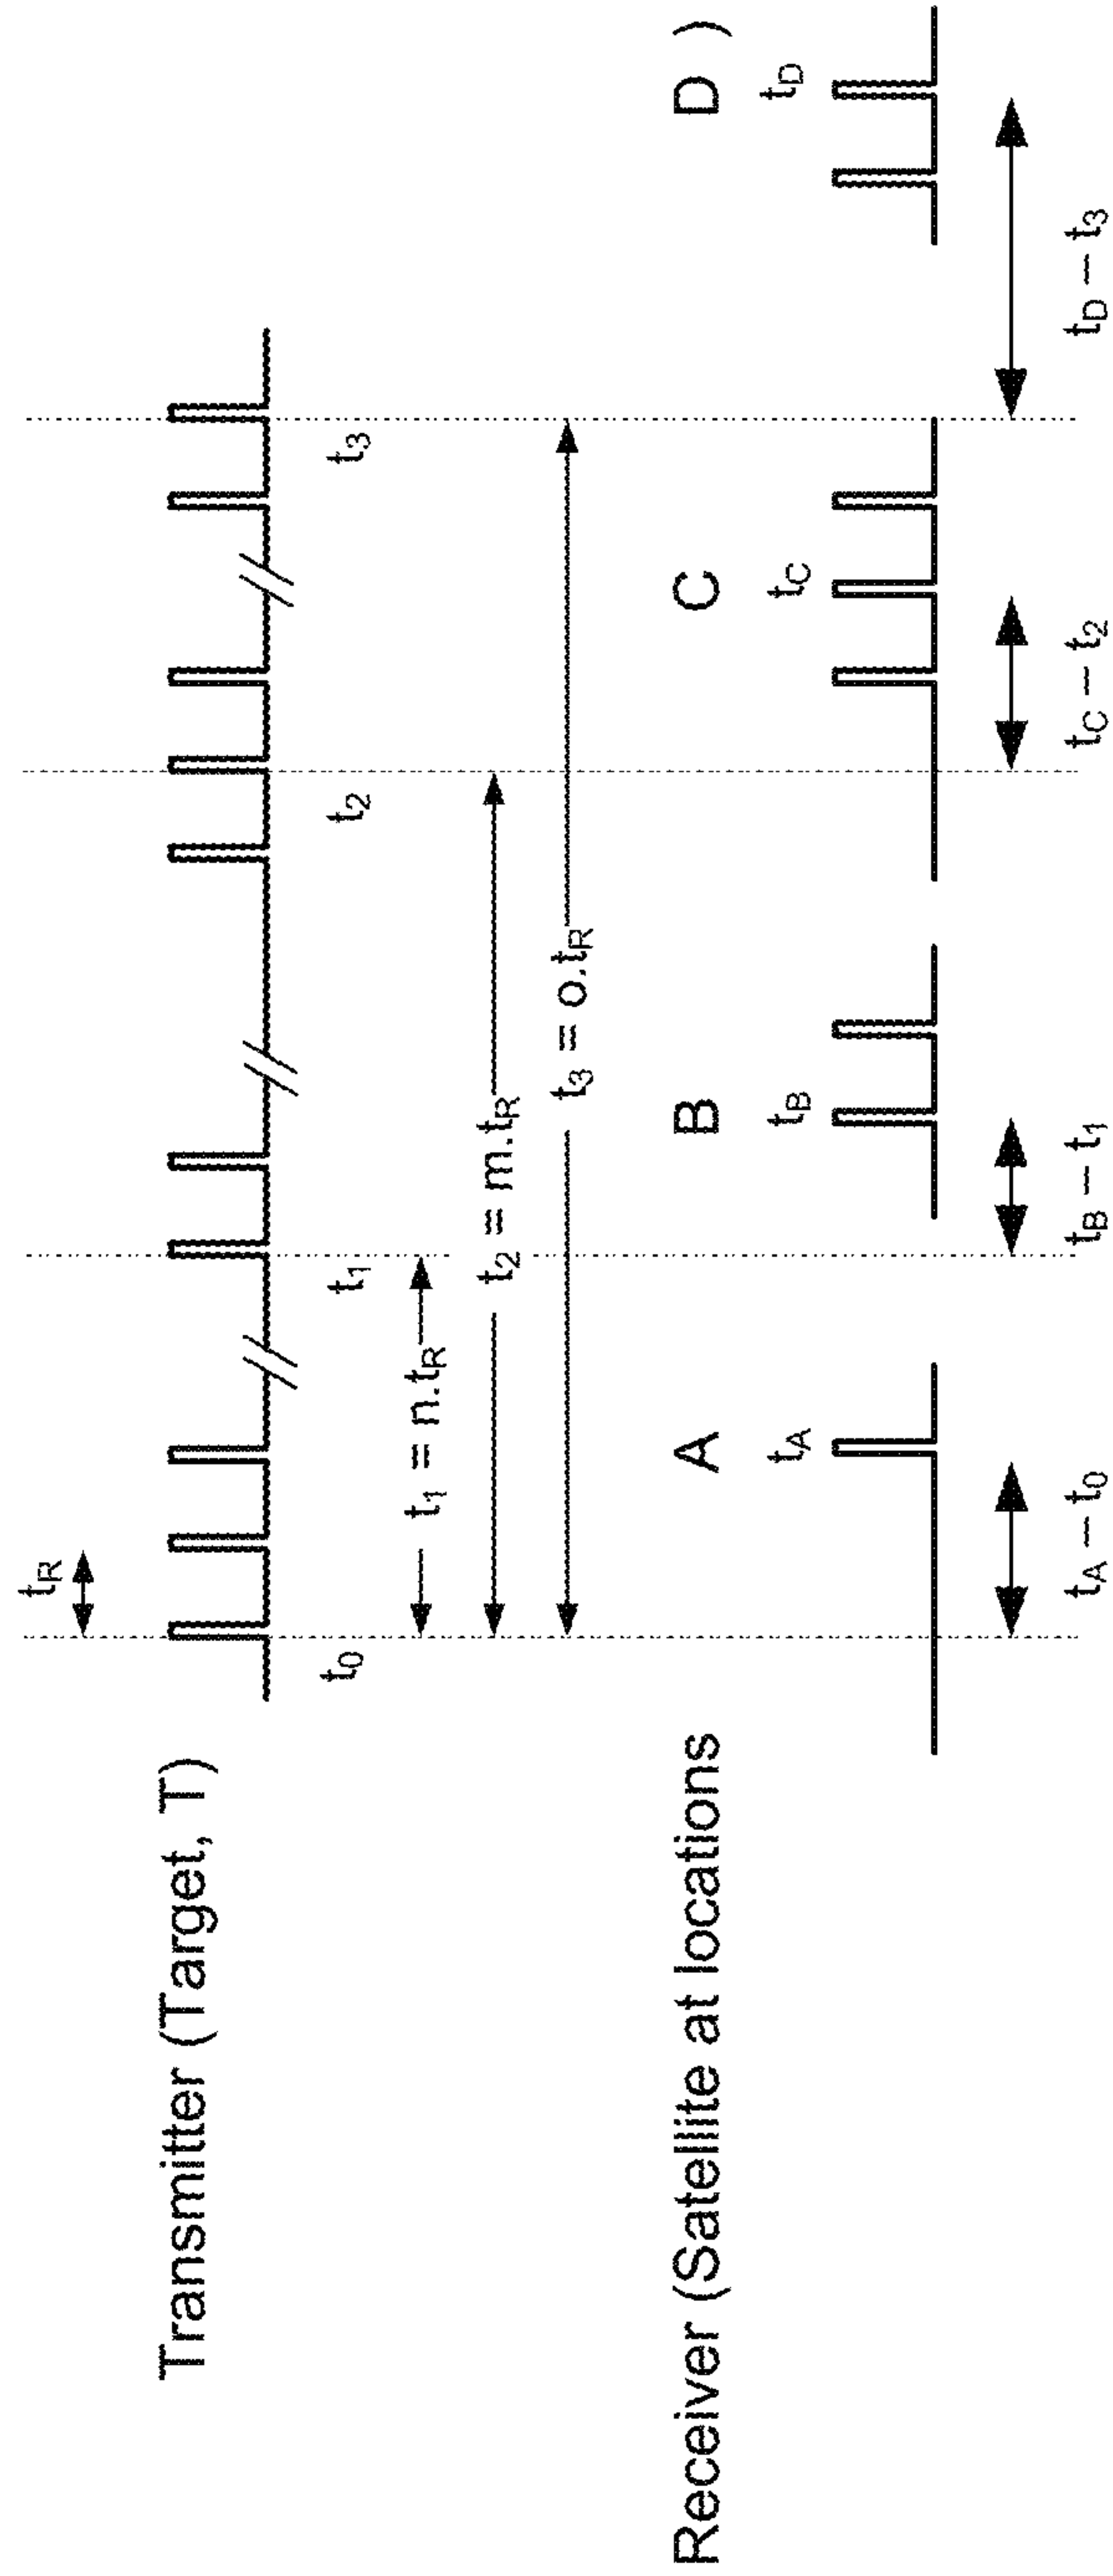 t_R
Transmitter (Target, T)
t_0
t_1
t_2
t_3
t_1 = n.t_R
t_2 = m.t_R
t_3 = o.t_R
Receiver (Satellite at locations A B C D )
t_A
t_B
t_C
t_D
t_A – t_0
t_B – t_1
t_C – t_2
t_D – t_3